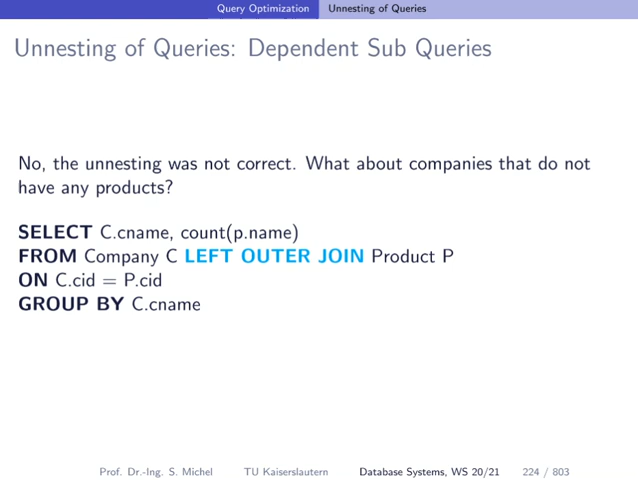 Query Optimization Unnesting of Queries
Unnesting of Queries: Dependent Sub Queries
No, the unnesting was not correct. What about companies that do not
have any products?
SELECT C.cname, count(p.name)
FROM Company C LEFT OUTER JOIN Product P
ON C.cid = P.cid
GROUP BY C.cname
Prof. Dr.-Ing. S. Michel TU Kaiserslautern Database Systems, WS 20/21 224 / 803